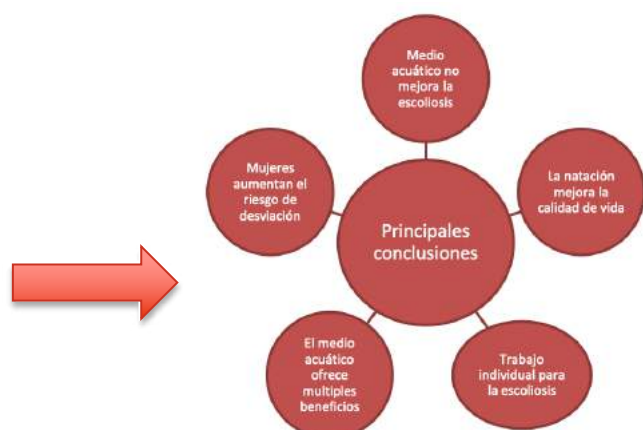 Medio
acuático no
mejora la
escoliosis
Mujeres
aumentan el
riesgo de
desviación
La natación
mejora la
calidad de vida
Principales
conclusiones
El medio
acuático
ofrece
multiples
beneficios
Trabajo
individual para
la escoliosis